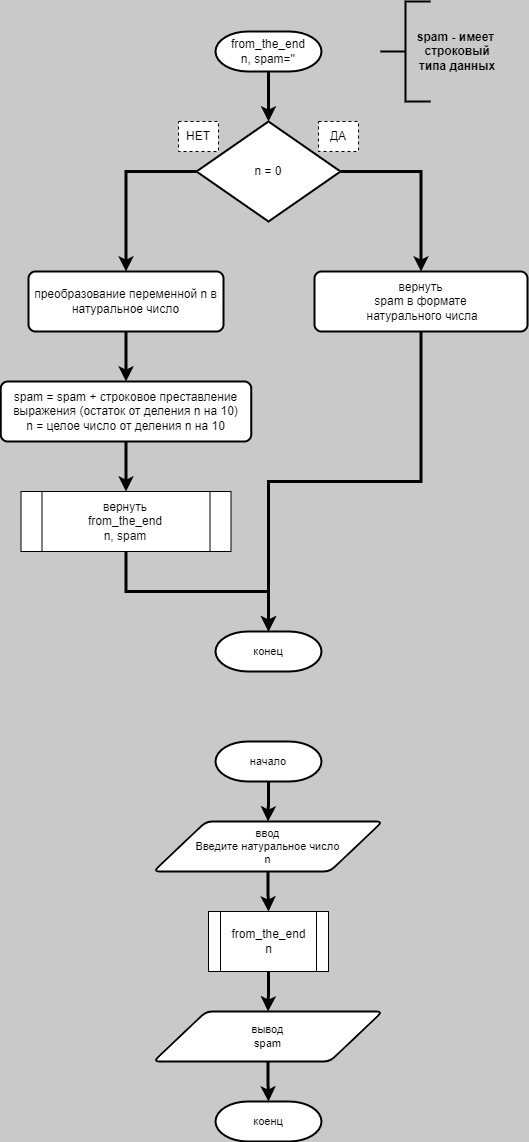 from_the_end
n, spam=''
spam - имеет
строковый
типа данных
НЕТ
ДА
n = 0
преобразование переменной n в
натуральное число
вернуть
spam в формате
натурального числа
spam = spam + строковое преставление
выражения (остаток от деления n на 10)
n = целое число от деления n на 10
вернуть
from_the_end
n, spam
конец
начало
ввод
Введите натуральное число
n
from_the_end
n
вывод
spam
коенц